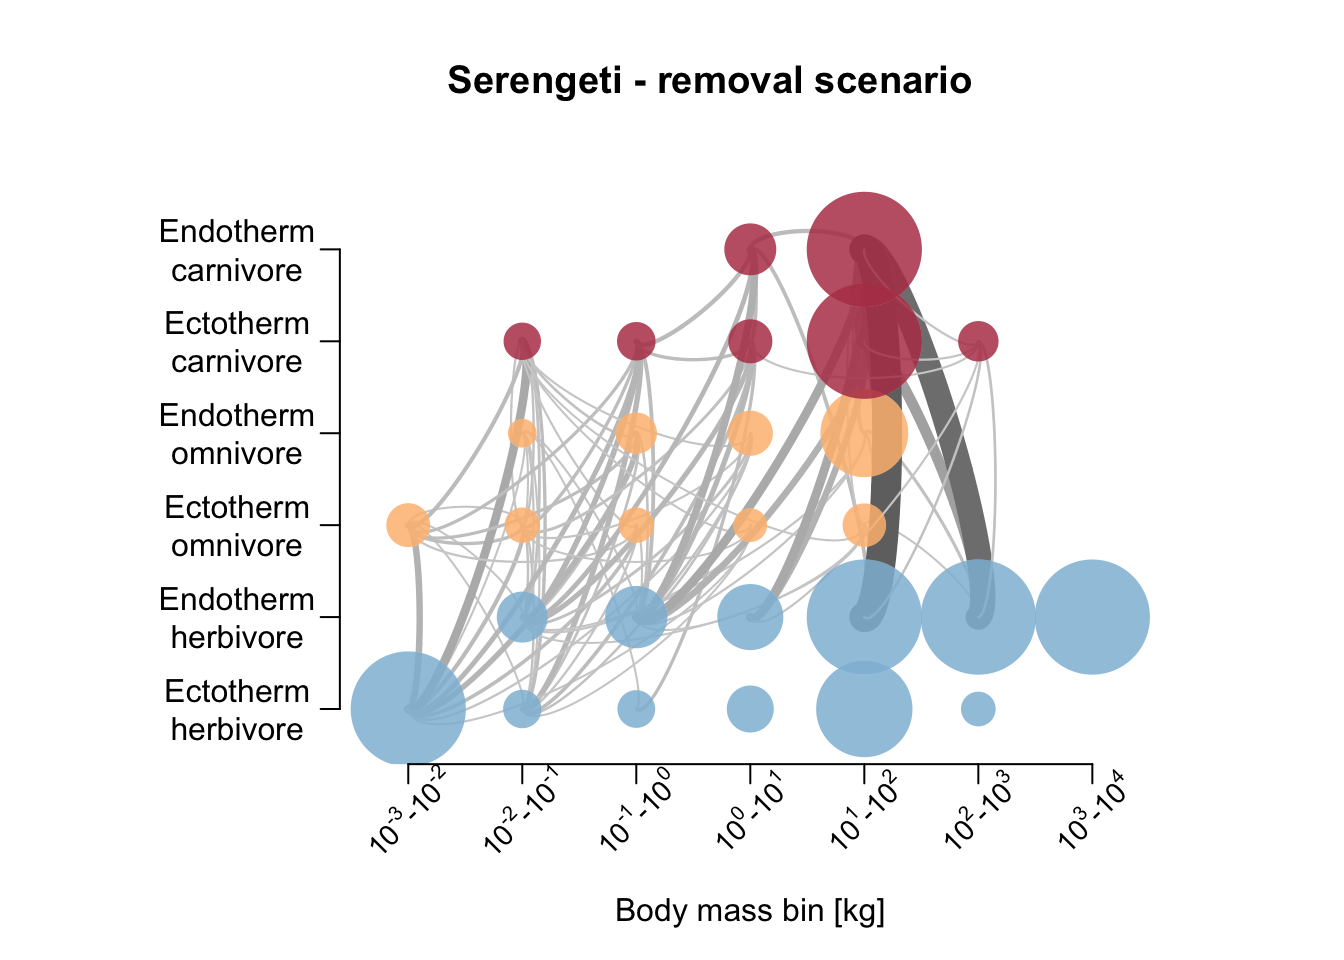 Serengeti - removal scenario
Endotherm
carnivore
Ectotherm
carnivore
Endotherm
omnivore
Ectotherm
omnivore
Endotherm
herbivore
Ectotherm
herbivore
10⁻³-10⁻²
10⁻²-10⁻¹
10⁻¹-10⁰
10⁰-10¹
10¹-10²
10²-10³
10³-10⁴
Body mass bin [kg]